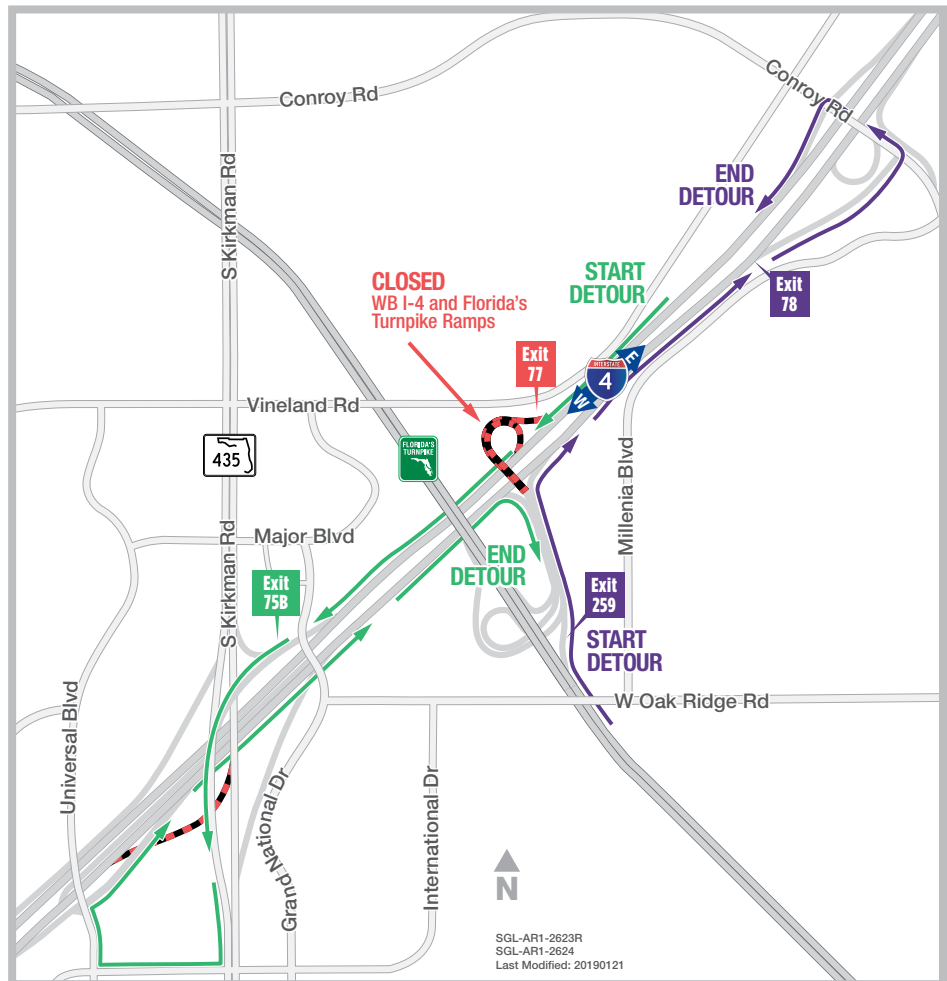 Conroy Rd
Conroy Rd
S Kirkman Rd
END
DETOUR
START
DETOUR
CLOSED
WB I-4 and Florida's
Turnpike Ramps
Exit
78
Exit
77
INTERSTATE
4
E
W
Vineland Rd
435
FLORIDA'S
TURNPIKE
Millenia Blvd
S Kirkman Rd
Major Blvd
END
DETOUR
Exit
75B
Exit
259
START
DETOUR
W Oak Ridge Rd
Universal Blvd
Grand National Dr
International Dr
N
SGL-AR1-2623R
SGL-AR1-2624
Last Modified: 20190121